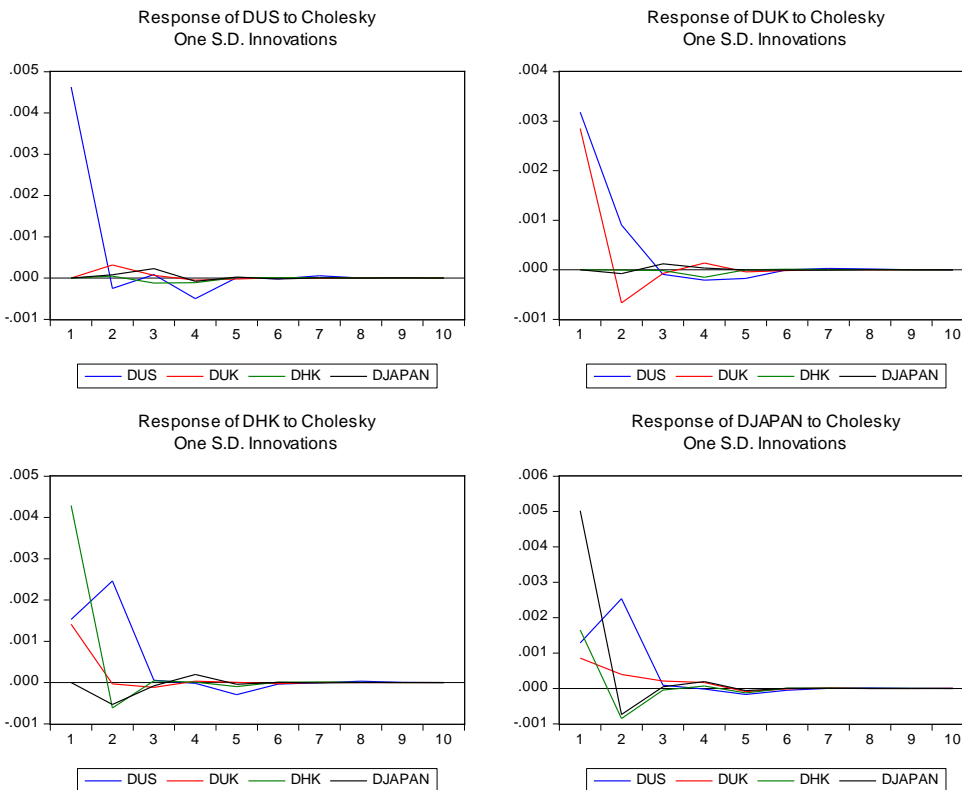 Response of DUS to Cholesky
One S.D. Innovations
.005
.004
.003
.002
.001
.000
-.001
1 2 3 4 5 6 7 8 9 10
DUS DUK DHK DJAPAN
Response of DUK to Cholesky
One S.D. Innovations
.004
.003
.002
.001
.000
-.001
1 2 3 4 5 6 7 8 9 10
DUS DUK DHK DJAPAN
Response of DHK to Cholesky
One S.D. Innovations
.005
.004
.003
.002
.001
.000
-.001
1 2 3 4 5 6 7 8 9 10
DUS DUK DHK DJAPAN
Response of DJAPAN to Cholesky
One S.D. Innovations
.006
.005
.004
.003
.002
.001
.000
-.001
1 2 3 4 5 6 7 8 9 10
DUS DUK DHK DJAPAN